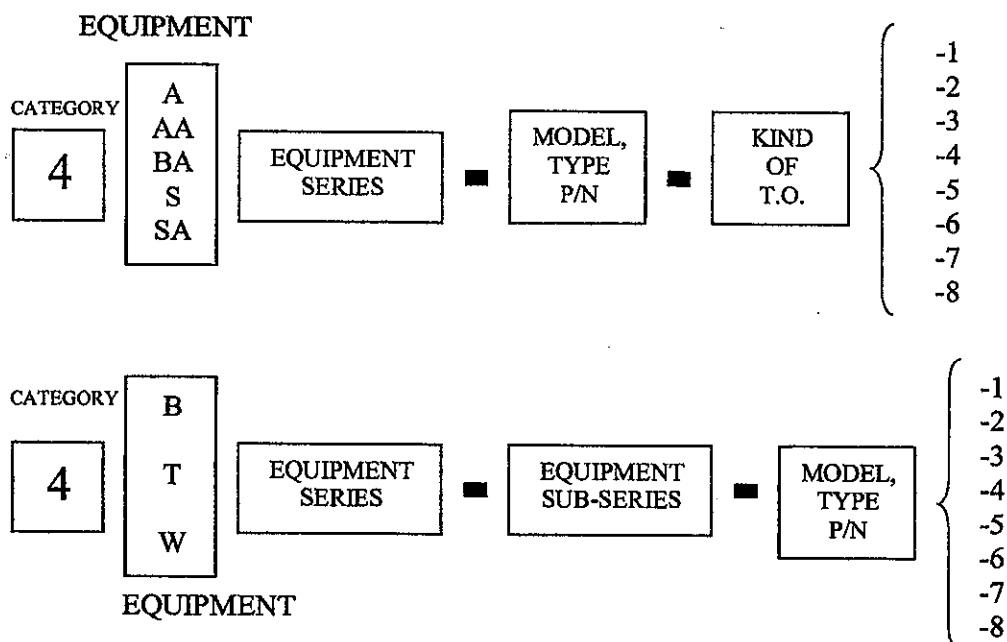 EQUIPMENT
CATEGORY
4
A
AA
BA
S
SA
EQUIPMENT
SERIES
MODEL,
TYPE
P/N
KIND
OF
T.O.
-1
-2
-3
-4
-5
-6
-7
-8
CATEGORY
4
B
T
W
EQUIPMENT
EQUIPMENT
SERIES
EQUIPMENT
SUB-SERIES
MODEL,
TYPE
P/N
-1
-2
-3
-4
-5
-6
-7
-8